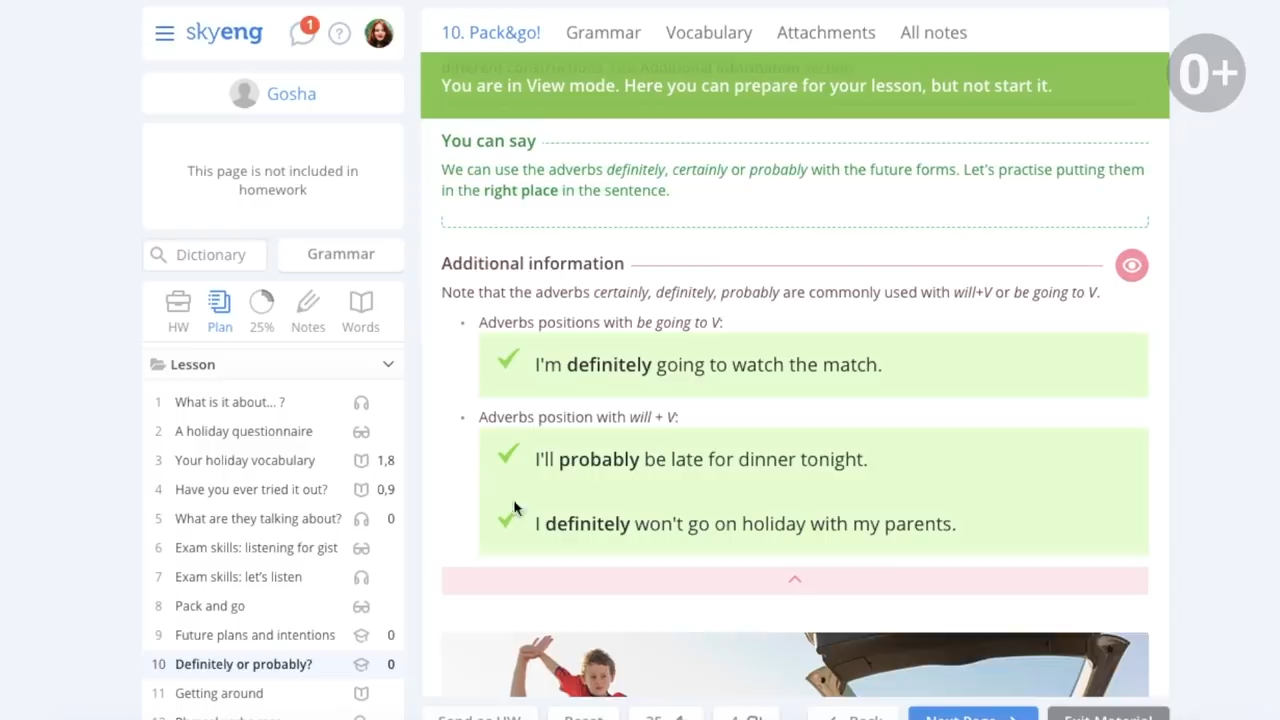 skyeng
1
?
Gosha
This page is not included in
homework
Dictionary
Grammar
HW
Plan
25%
Notes
Words
Lesson
1 What is it about... ?
2 A holiday questionnaire
3 Your holiday vocabulary 1,8
4 Have you ever tried it out? 0,9
5 What are they talking about? 0
6 Exam skills: listening for gist
7 Exam skills: let's listen
8 Pack and go
9 Future plans and intentions 0
10 Definitely or probably? 0
11 Getting around
10. Pack&go! Grammar Vocabulary Attachments All notes
0+
You are in View mode. Here you can prepare for your lesson, but not start it.
You can say
We can use the adverbs definitely, certainly or probably with the future forms. Let's practise putting them
in the right place in the sentence.
Additional information
Note that the adverbs certainly, definitely, probably are commonly used with will+V or be going to V.
Adverbs positions with be going to V:
I'm definitely going to watch the match.
Adverbs position with will + V:
I'll probably be late for dinner tonight.
I definitely won't go on holiday with my parents.
Back
Next Page
Exit Material